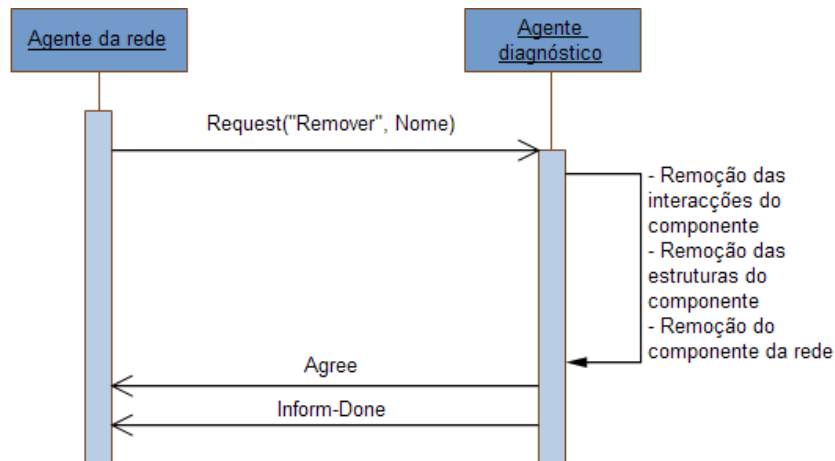 Agente da rede
Agente
diagnóstico
Request("Remover", Nome)
- Remoção das
interacções do
componente
- Remoção das
estruturas do
componente
- Remoção do
componente da rede
Agree
Inform-Done